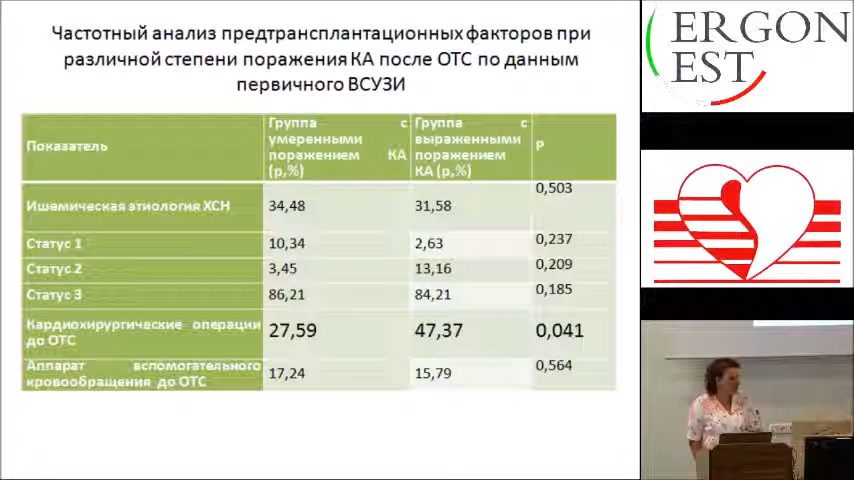 Частотный анализ предтрансплантационных факторов при
различной степени поражения КА после ОТС по данным
первичного ВСУЗИ
Показатель
Группа с
умеренными
поражением КА
(p,%)
Группа с
выраженными
поражением
КА (p,%)
P
Ишемическая этиология ХСН
34,48
31,58
0,503
Статус 1
10,34
2,63
0,237
Статус 2
3,45
13,16
0,209
Статус 3
86,21
84,21
0,185
Кардиохирургические операции
до ОТС
27,59
47,37
0,041
Аппарат вспомогательного
кровообращения до ОТС
17,24
15,79
0,564
ERGON
EST